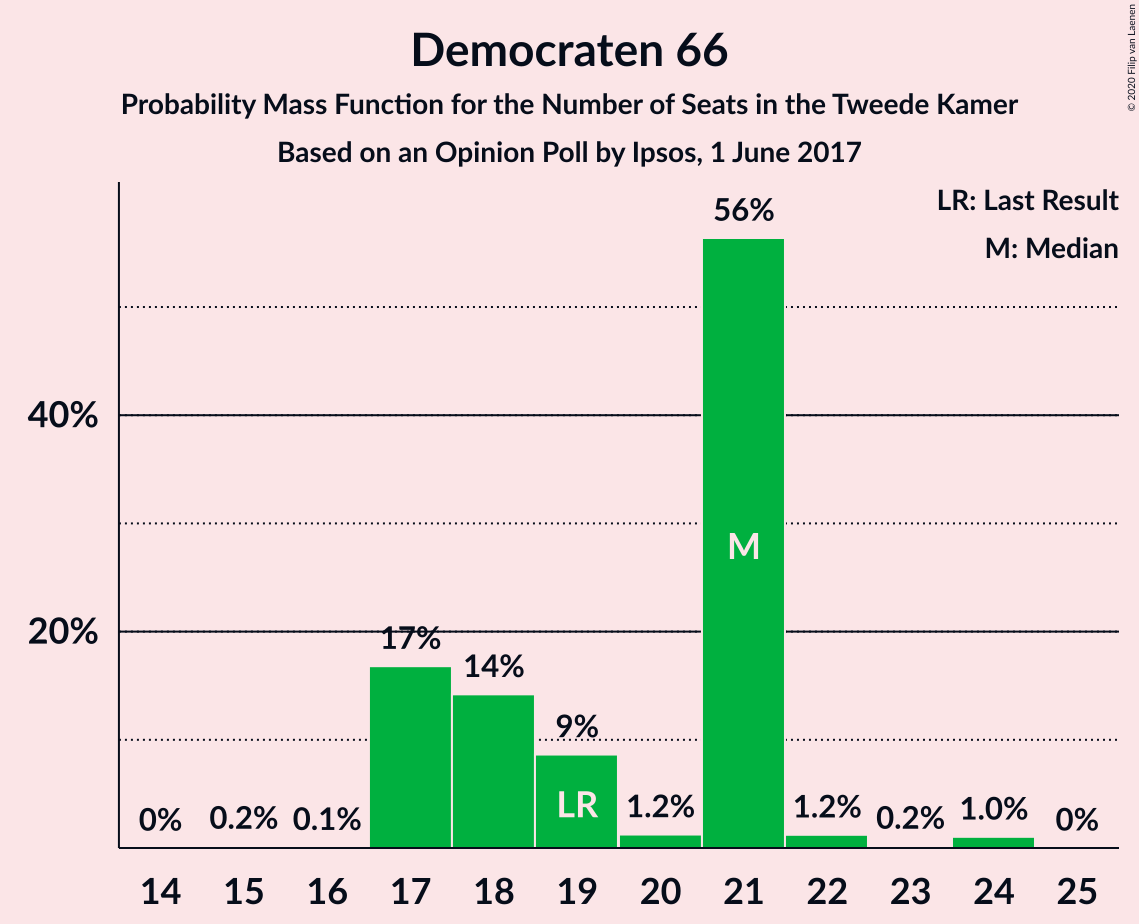 Democraten 66
Probability Mass Function for the Number of Seats in the Tweede Kamer
Based on an Opinion Poll by Ipsos, 1 June 2017
© 2020 Filip van Laenen
LR: Last Result
M: Median
56%
40%
M
20%
17%
14%
9%
LR
0%
0.2%
0.1%
1.2%
1.2%
0.2%
1.0%
0%
14 15 16 17 18 19 20 21 22 23 24 25